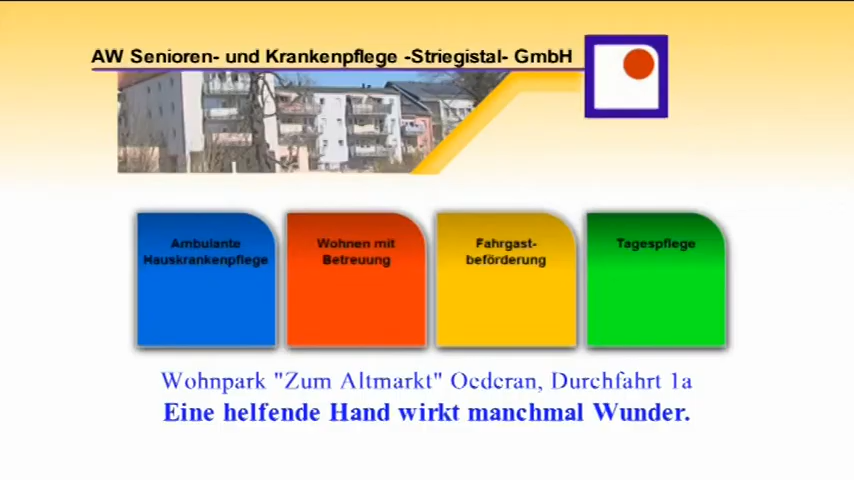 AW Senioren- und Krankenpflege -Striegistal- GmbH
Ambulante
Hauskrankenpflege
Wohnen mit
Betreuung
Fahrgast-
beförderung
Tagespflege
Wohnpark "Zum Altmarkt" Oederan, Durchfahrt 1a
Eine helfende Hand wirkt manchmal Wunder.